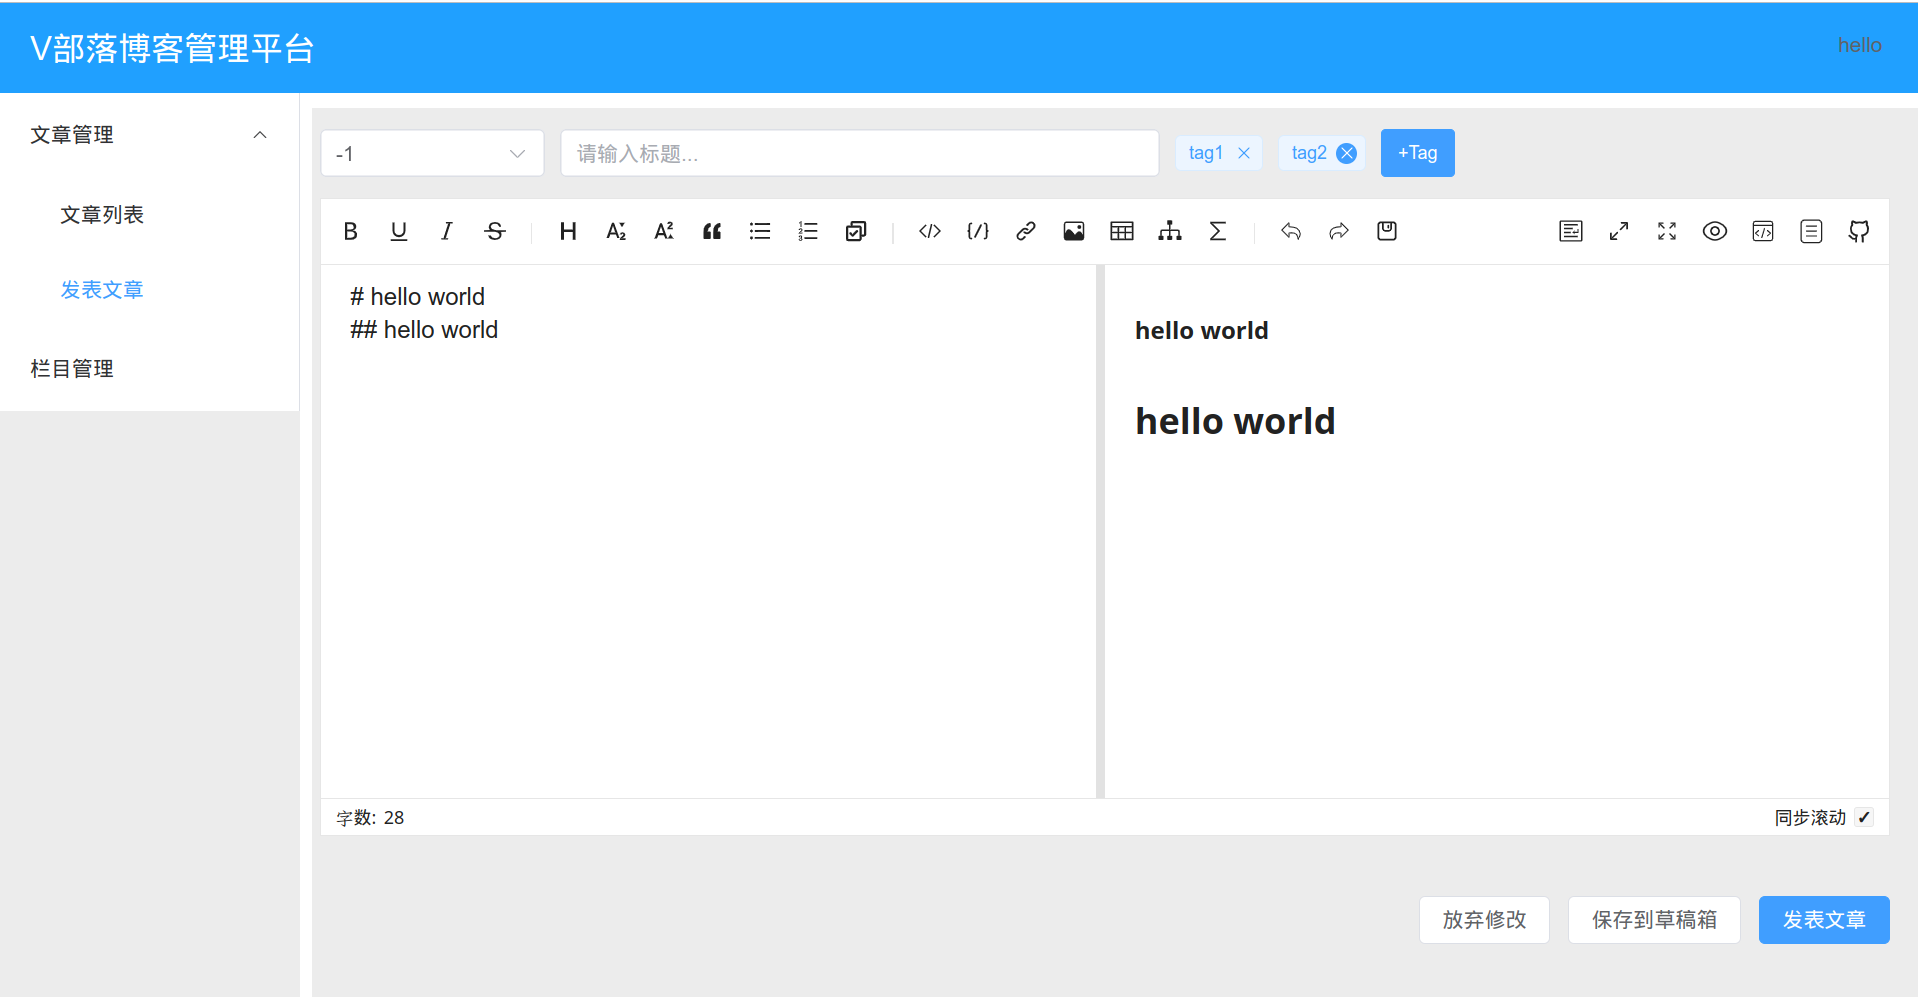 V部落博客管理平台
hello
文章管理
文章列表
发表文章
栏目管理
-1
请输入标题...
tag1
tag2
+Tag
# hello world
## hello world
hello world
hello world
字数: 28
同步滚动
放弃修改
保存到草稿箱
发表文章